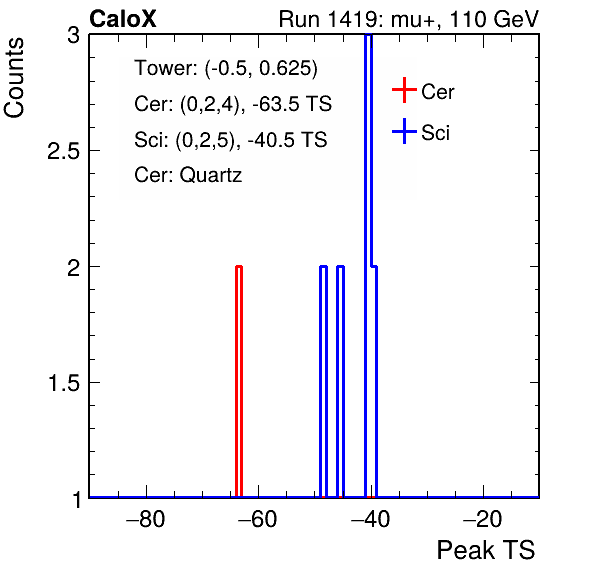 CaloX Run 1419: mu+, 110 GeV
Counts
3
2.5
2
1.5
1
Tower: (-0.5, 0.625)
Cer: (0,2,4), -63.5 TS
Sci: (0,2,5), -40.5 TS
Cer: Quartz
Cer
Sci
−80 −60 −40 −20
Peak TS